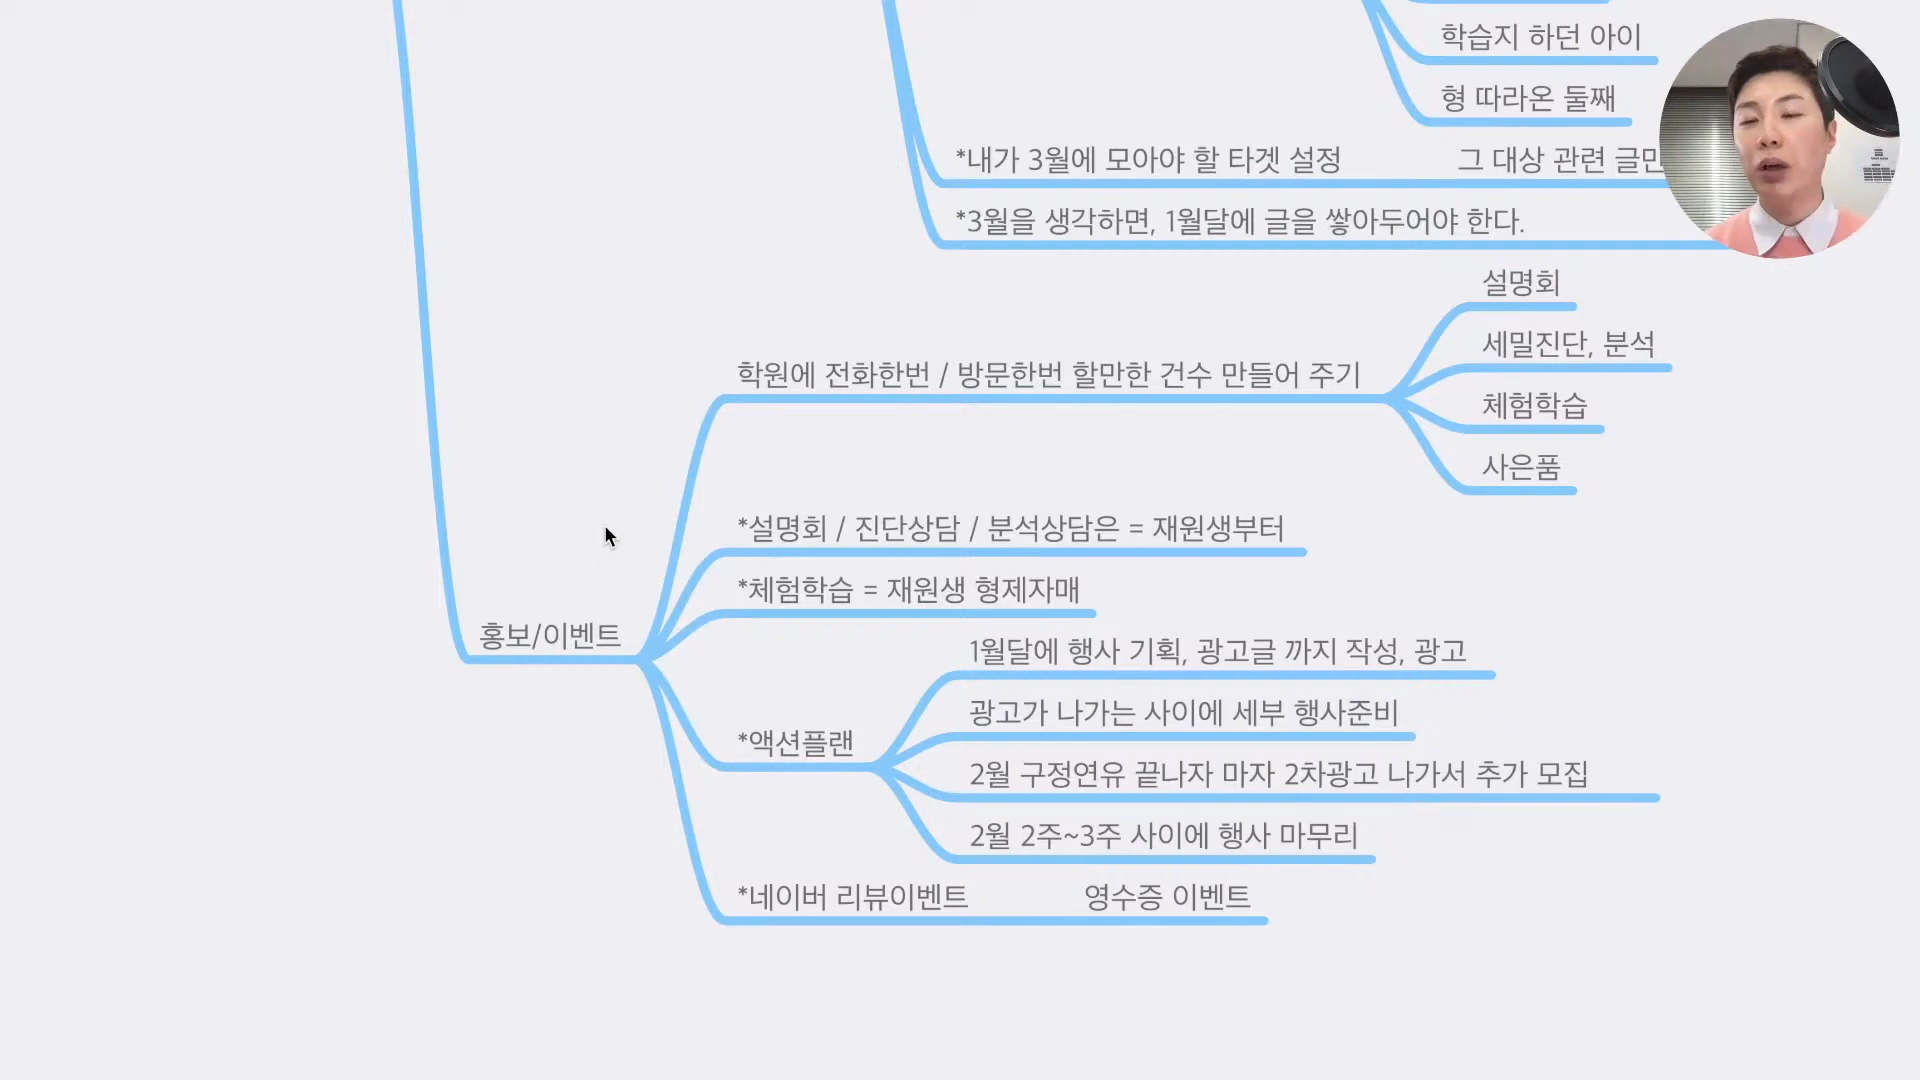 학습지 하던 아이
형 따라온 둘째
*내가 3월에 모아야 할 타겟 설정 그 대상 관련 글만
*3월을 생각하면, 1월달에 글을 쌓아두어야 한다.
설명회
세밀진단, 분석
학원에 전화한번 / 방문한번 할만한 건수 만들어 주기
체험학습
사은품
*설명회 / 진단상담 / 분석상담은 = 재원생부터
*체험학습 = 재원생 형제자매
홍보/이벤트
1월달에 행사 기획, 광고글 까지 작성, 광고
광고가 나가는 사이에 세부 행사준비
*액션플랜
2월 구정연유 끝나자 마자 2차광고 나가서 추가 모집
2월 2주~3주 사이에 행사 마무리
*네이버 리뷰이벤트 영수증 이벤트